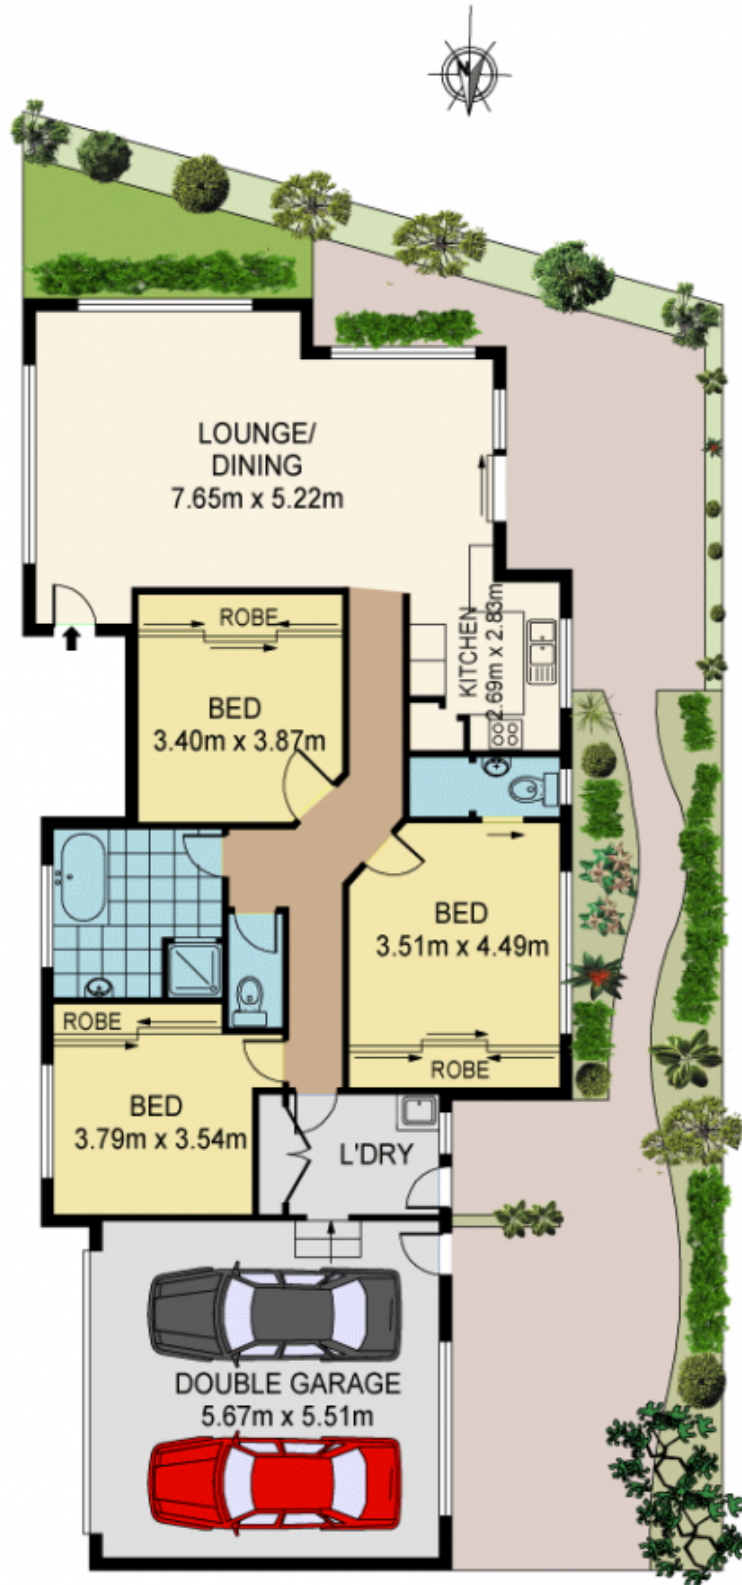 N
LOUNGE/
DINING
7.65m x 5.22m
ROBE
KITCHEN
2.69m x 2.83m
BED
3.40m x 3.87m
BED
3.51m x 4.49m
ROBE
ROBE
BED
3.79m x 3.54m
L'DRY
DOUBLE GARAGE
5.67m x 5.51m